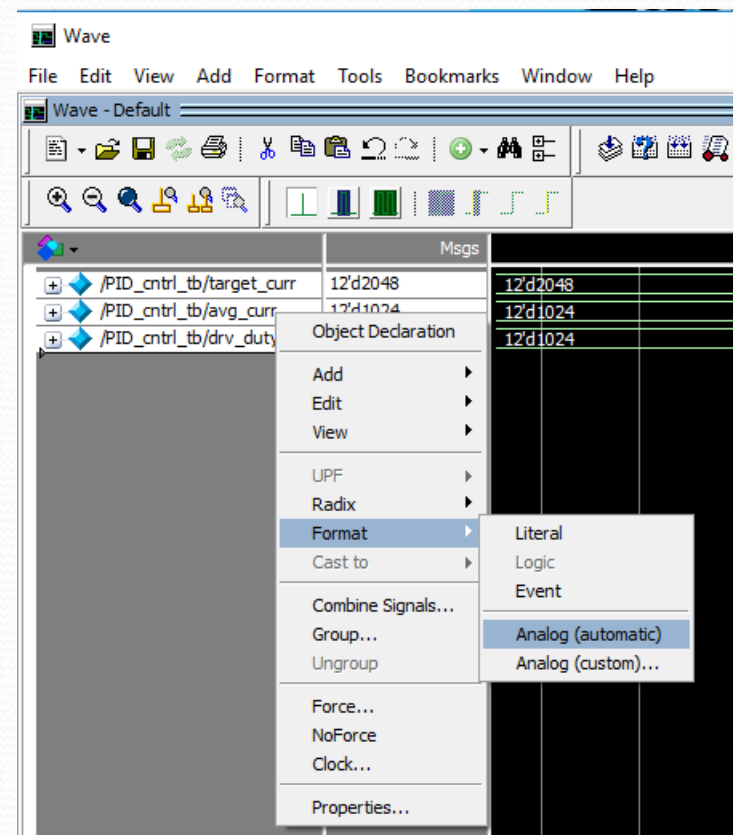 Wave
File Edit View Add Format Tools Bookmarks Window Help
Wave - Default
Msgs
/PID_cntrl_tb/target_curr 12'd2048 12'd2048
/PID_cntrl_tb/avg_curr 12'd1024 12'd1024
/PID_cntrl_tb/drv_duty 12'd1024
Object Declaration
Add
Edit
View
UPF
Radix
Format
Cast to
Combine Signals...
Group...
Ungroup
Force...
NoForce
Clock...
Properties...
Literal
Logic
Event
Analog (automatic)
Analog (custom)...